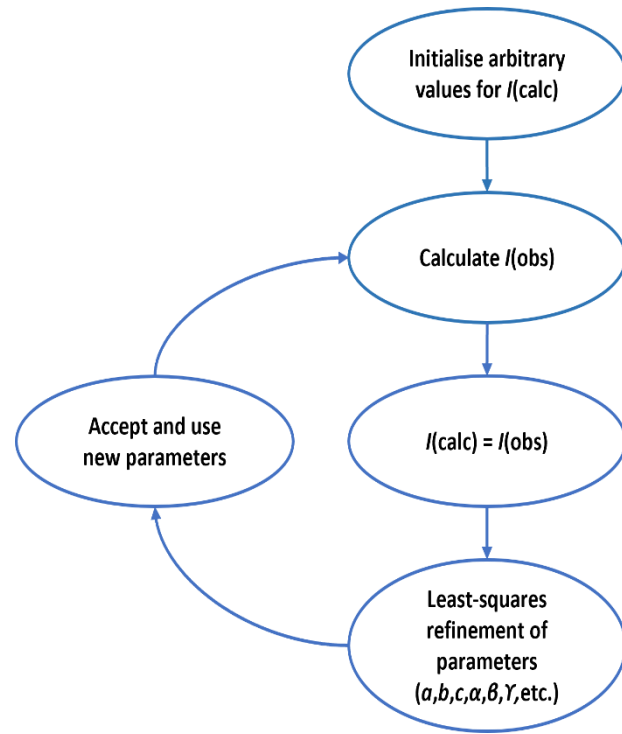 Initialise arbitrary
values for I(calc)
Calculate I(obs)
Accept and use
new parameters
I(calc) = I(obs)
Least-squares
refinement of
parameters
(a,b,c,α,β,ϒ,etc.)